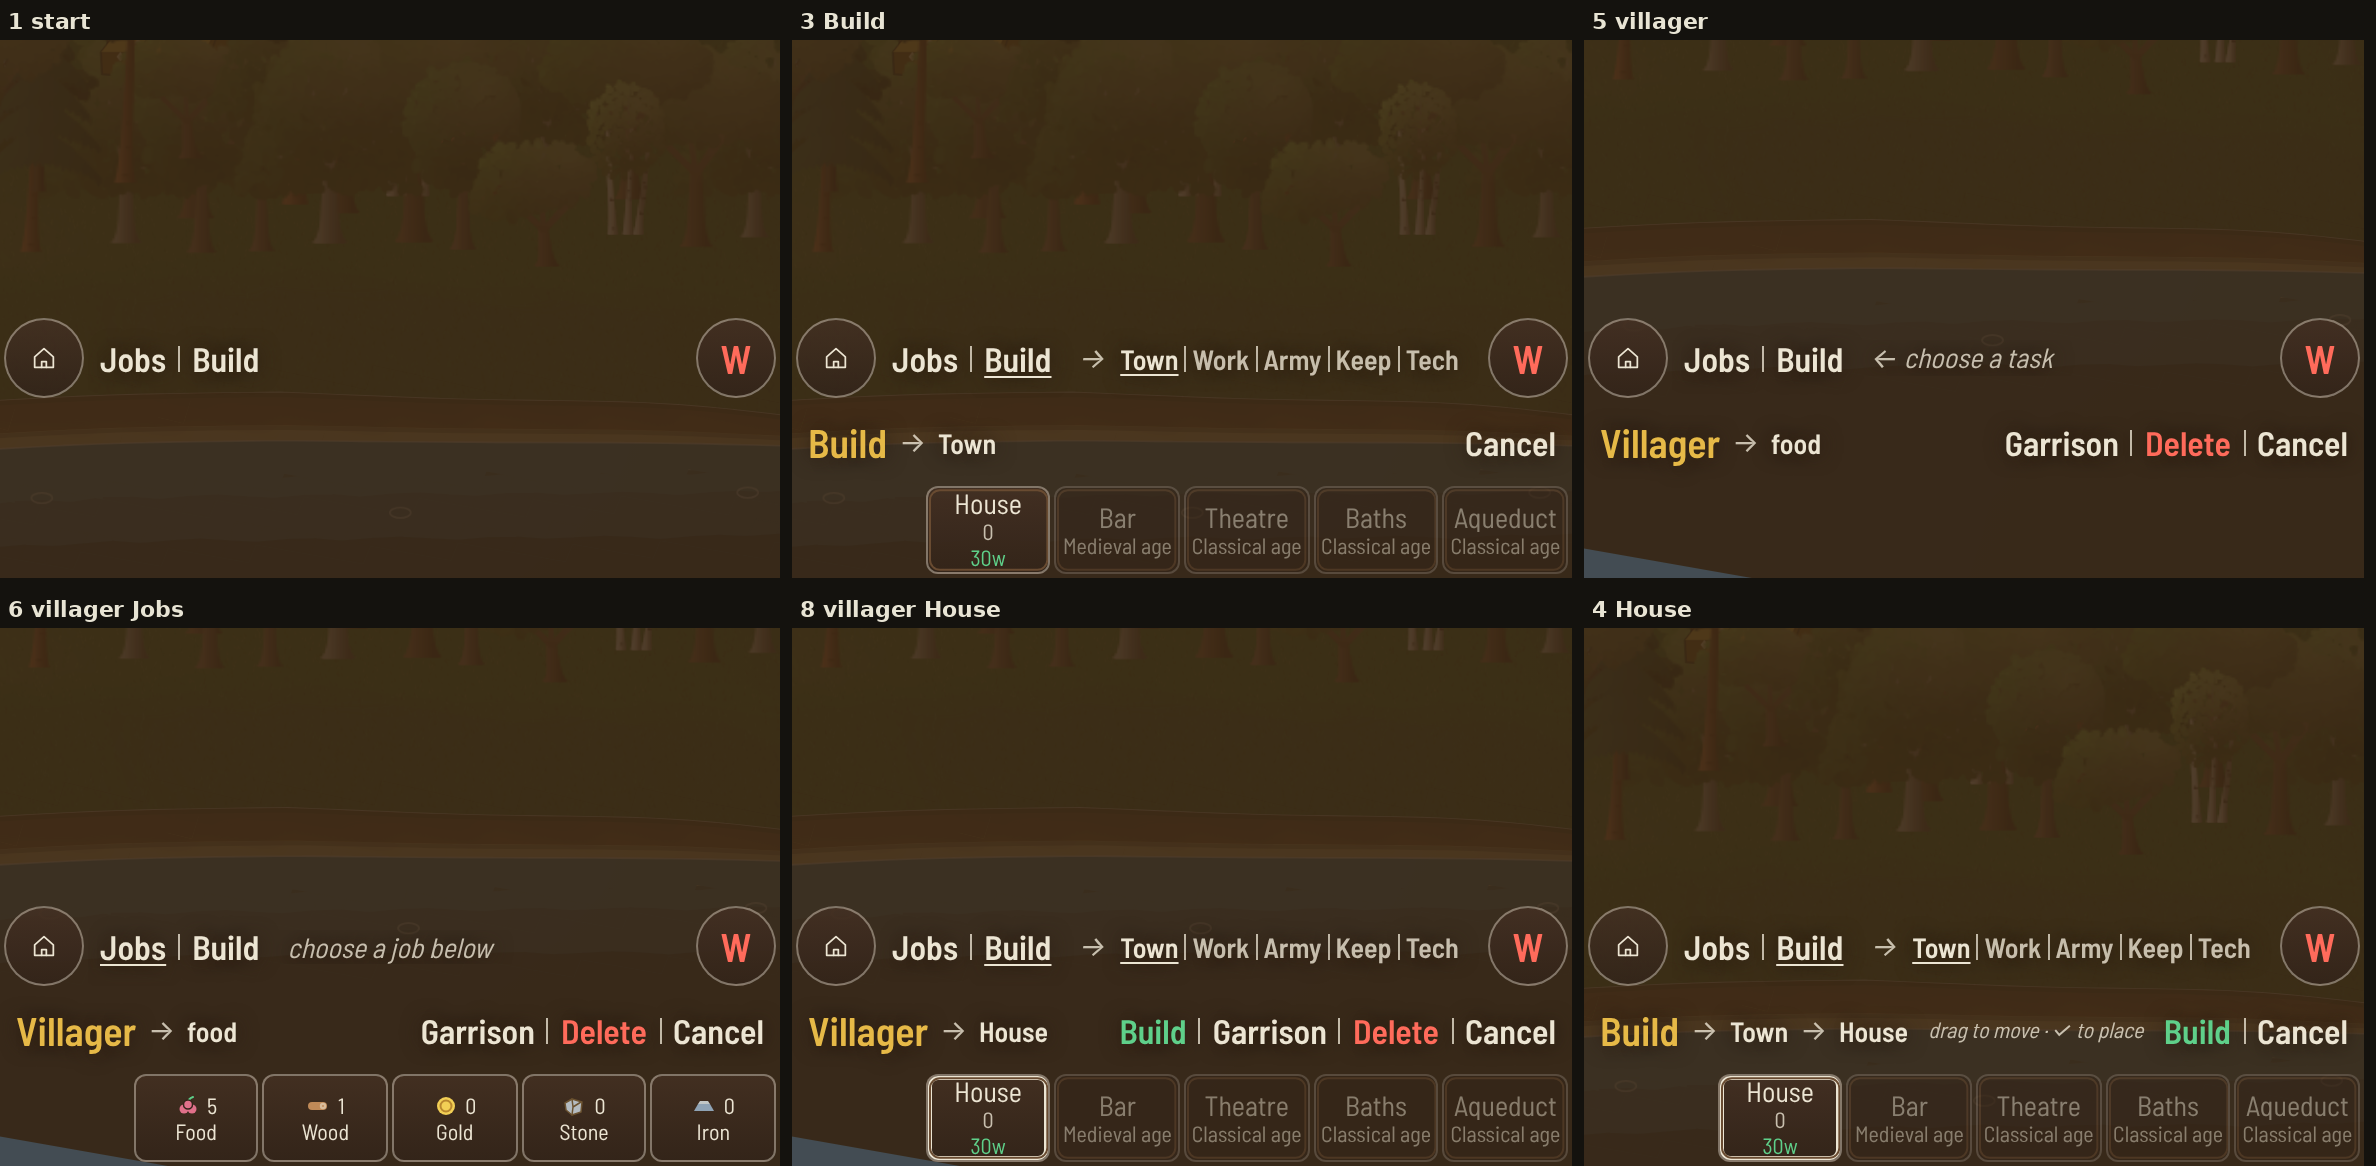 1 start
Jobs | Build W
3 Build
Jobs | Build → Town | Work | Army | Keep | Tech W
Build → Town Cancel
House Bar Theatre Baths Aqueduct
0 Medieval age Classical age Classical age Classical age
30w
5 villager
Jobs | Build ← choose a task W
Villager → food Garrison | Delete | Cancel
6 villager Jobs
Jobs | Build choose a job below W
Villager → food Garrison | Delete | Cancel
5 1 0 0 0
Food Wood Gold Stone Iron
8 villager House
Jobs | Build → Town | Work | Army | Keep | Tech W
Villager → House Build | Garrison | Delete | Cancel
House Bar Theatre Baths Aqueduct
0 Medieval age Classical age Classical age Classical age
30w
4 House
Jobs | Build → Town | Work | Army | Keep | Tech W
Build → Town → House drag to move · ✓ to place Build | Cancel
House Bar Theatre Baths Aqueduct
0 Medieval age Classical age Classical age Classical age
30w